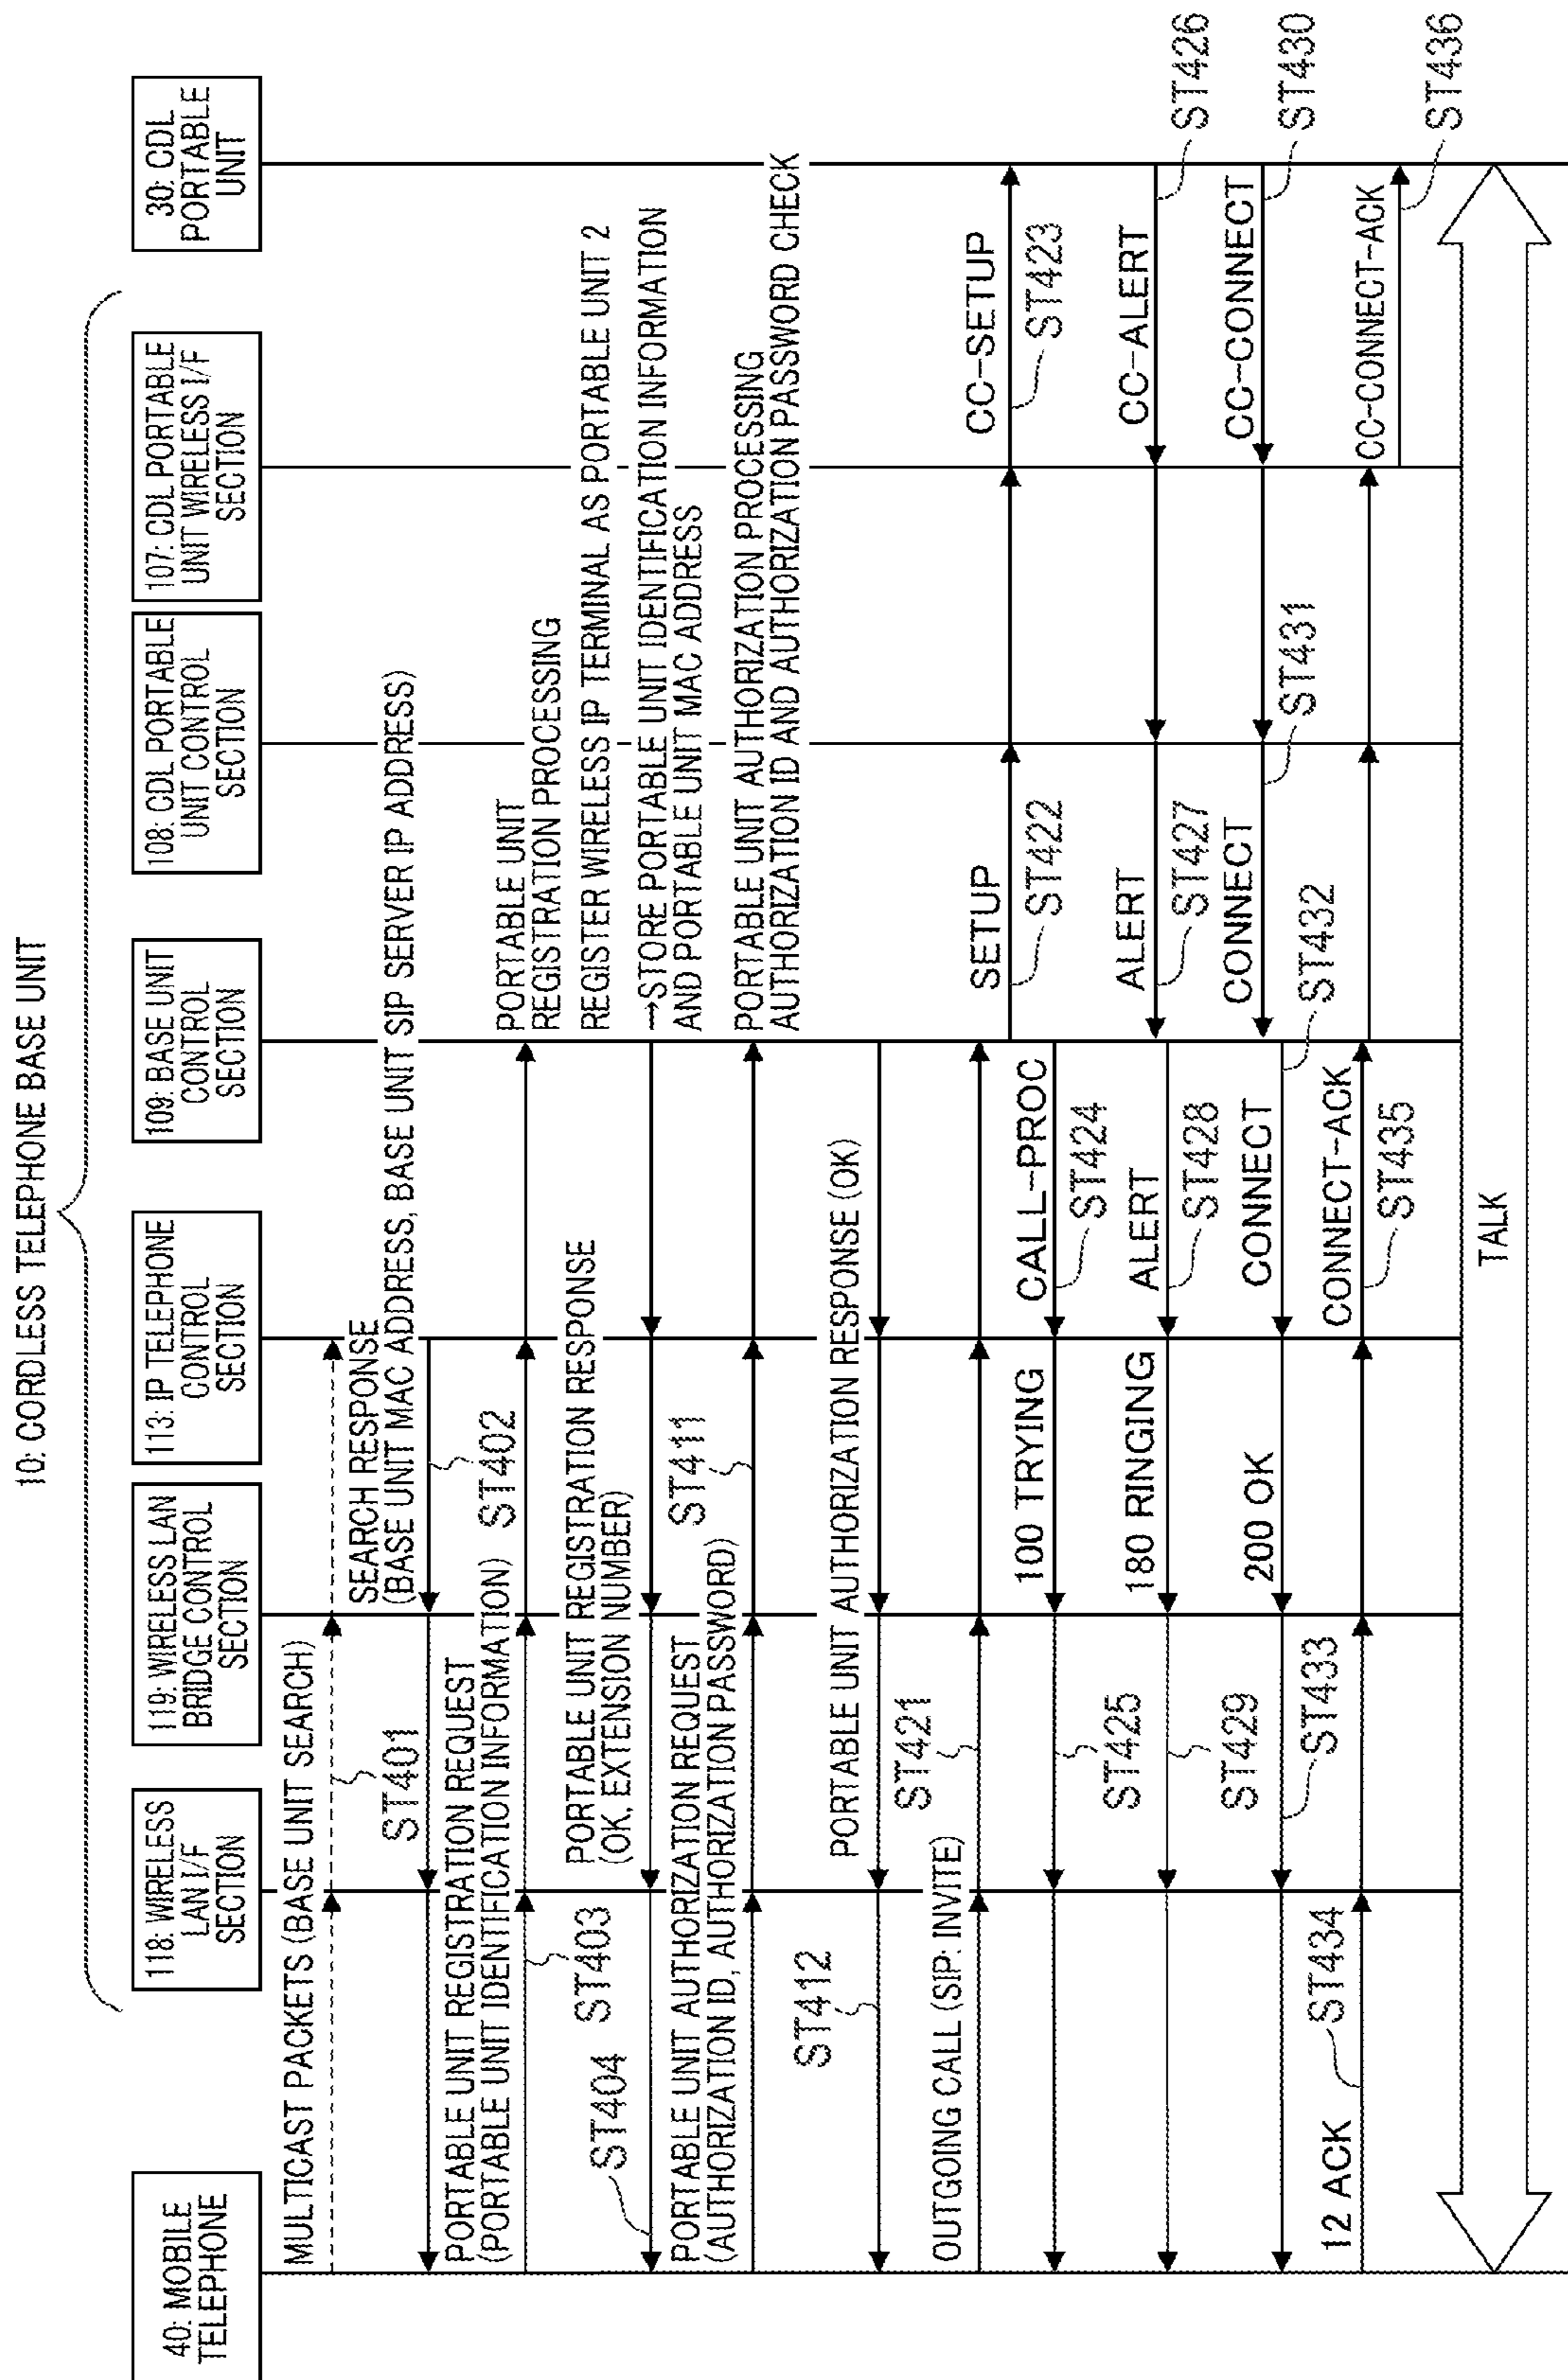 10: CORDLESS TELEPHONE BASE UNIT
40: MOBILE
TELEPHONE
118: WIRELESS
LAN I/F
SECTION
119: WIRELESS LAN
BRIDGE CONTROL
SECTION
113: IP TELEPHONE
CONTROL
SECTION
109: BASE UNIT
CONTROL
SECTION
108: CDL PORTABLE
UNIT CONTROL
SECTION
107: CDL PORTABLE
UNIT WIRELESS I/F
SECTION
30: CDL
PORTABLE
UNIT
MULTICAST PACKETS (BASE UNIT SEARCH)
ST401
SEARCH RESPONSE
(BASE UNIT MAC ADDRESS, BASE UNIT SIP SERVER IP ADDRESS)
ST402
PORTABLE UNIT REGISTRATION REQUEST
(PORTABLE UNIT IDENTIFICATION INFORMATION)
ST403
PORTABLE UNIT
REGISTRATION PROCESSING
REGISTER WIRELESS IP TERMINAL AS PORTABLE UNIT 2
→STORE PORTABLE UNIT IDENTIFICATION INFORMATION
AND PORTABLE UNIT MAC ADDRESS
PORTABLE UNIT REGISTRATION RESPONSE
(OK, EXTENSION NUMBER)
ST404
PORTABLE UNIT AUTHORIZATION REQUEST
(AUTHORIZATION ID, AUTHORIZATION PASSWORD)
ST411
PORTABLE UNIT AUTHORIZATION PROCESSING
AUTHORIZATION ID AND AUTHORIZATION PASSWORD CHECK
PORTABLE UNIT AUTHORIZATION RESPONSE (OK)
ST412
OUTGOING CALL (SIP: INVITE)
ST421
SETUP
ST422
CC-SETUP
ST423
100 TRYING
CALL-PROC
ST424
ST425
CC-ALERT
ST426
ALERT
ST427
180 RINGING
ALERT
ST428
ST429
CC-CONNECT
ST430
CONNECT
ST431
200 OK
CONNECT
ST432
ST433
12 ACK
ST434
CONNECT-ACK
ST435
CC-CONNECT-ACK
ST436
TALK